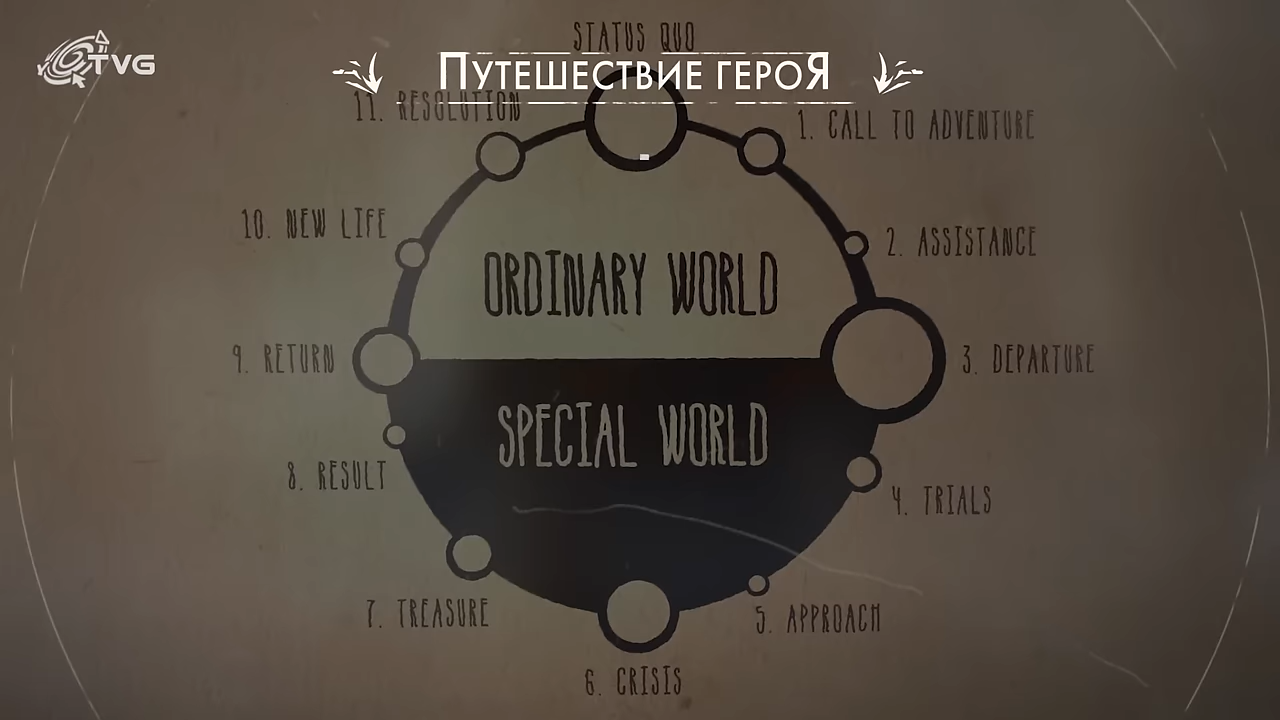 STATUS QUO
TVG
ПУТЕШЕСТВИЕ ГЕРОЯ
11. RESOLUTION
1. CALL TO ADVENTURE
10. NEW LIFE
2. ASSISTANCE
ORDINARY WORLD
9. RETURN
3. DEPARTURE
SPECIAL WORLD
8. RESULT
4. TRIALS
7. TREASURE
5. APPROACH
6. CRISIS